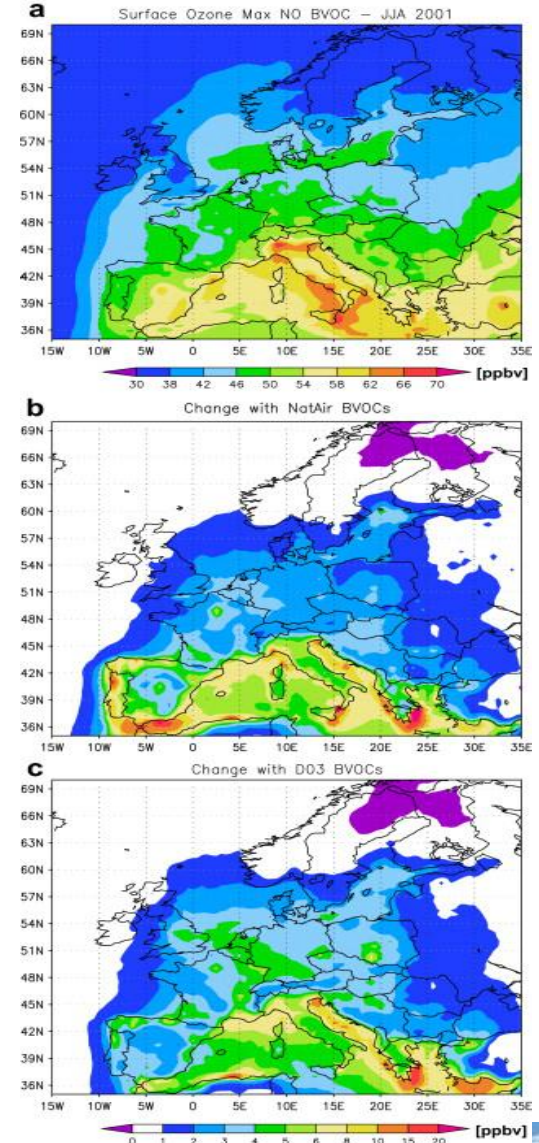 a Surface Ozone Max NO BVOC – JJA 2001
69N
66N
63N
60N
57N
54N
51N
48N
45N
42N
39N
36N
15W 10W 5W 0 5E 10E 15E 20E 25E 30E 35E
30 38 42 46 50 54 58 62 66 70 [ppbv]
b Change with NatAir BVOCs
69N
66N
63N
60N
57N
54N
51N
48N
45N
42N
39N
36N
15W 10W 5W 0 5E 10E 15E 20E 25E 30E 35E
c Change with D03 BVOCs
69N
66N
63N
60N
57N
54N
51N
48N
45N
42N
39N
36N
15W 10W 5W 0 5E 10E 15E 20E 25E 30E 35E
0 1 2 3 4 5 6 8 10 15 20 [ppbv]